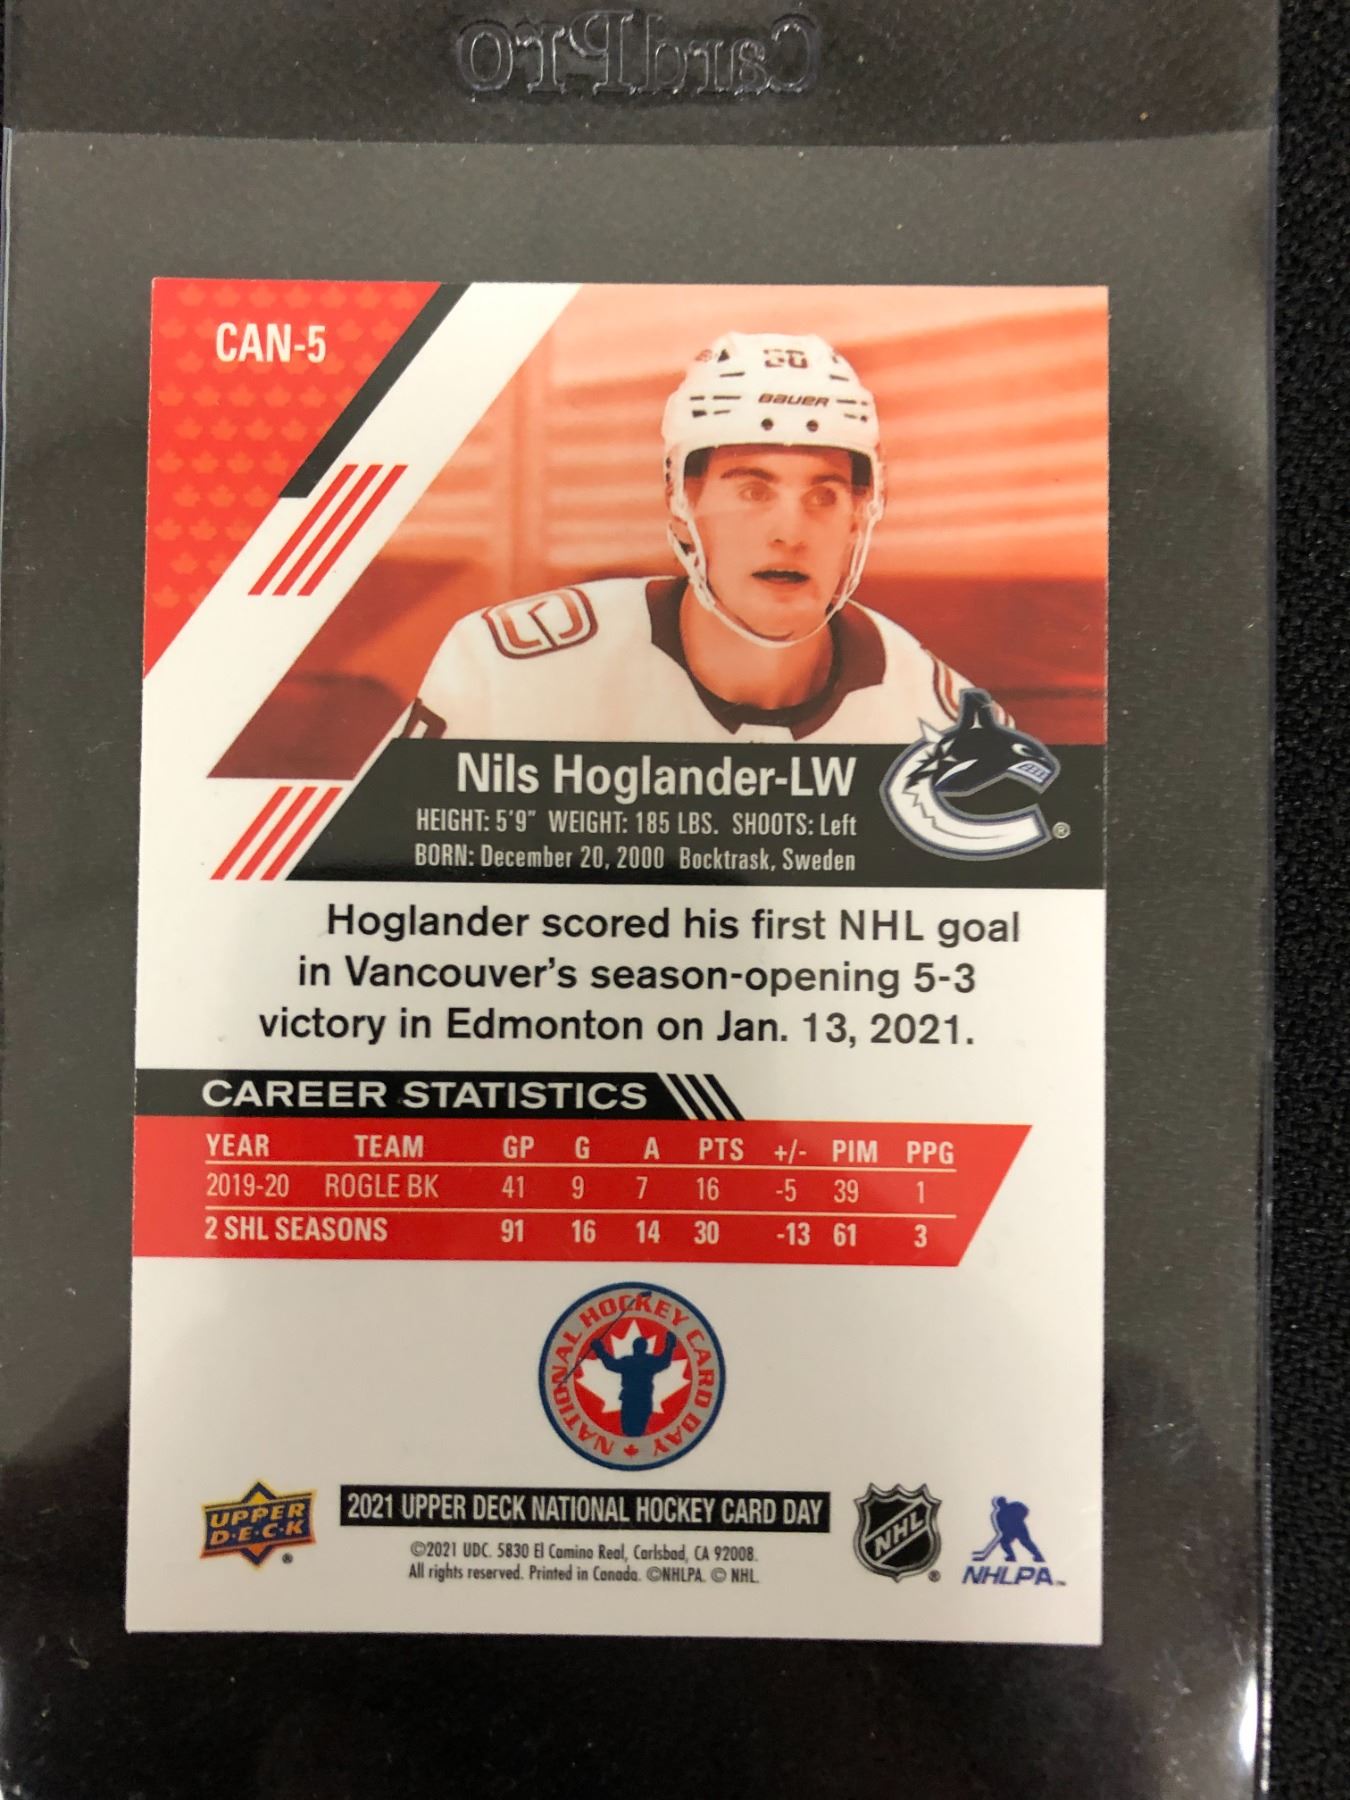 CardPro
CAN-5
BAUER
Nils Hoglander-LW
HEIGHT: 5'9" WEIGHT: 185 LBS. SHOOTS: Left
BORN: December 20, 2000 Bocktrask, Sweden
Hoglander scored his first NHL goal
in Vancouver's season-opening 5-3
victory in Edmonton on Jan. 13, 2021.
CAREER STATISTICS
YEAR TEAM GP G A PTS +/- PIM PPG
2019-20 ROGLE BK 41 9 7 16 -5 39 1
2 SHL SEASONS 91 16 14 30 -13 61 3
NATIONAL HOCKEY CARD DAY
UPPER
D·E·C·K
®
2021 UPPER DECK NATIONAL HOCKEY CARD DAY
©2021 UDC. 5830 El Camino Real, Carlsbad, CA 92008.
All rights reserved. Printed in Canada. ©NHLPA. © NHL.
NHL
®
NHLPA™